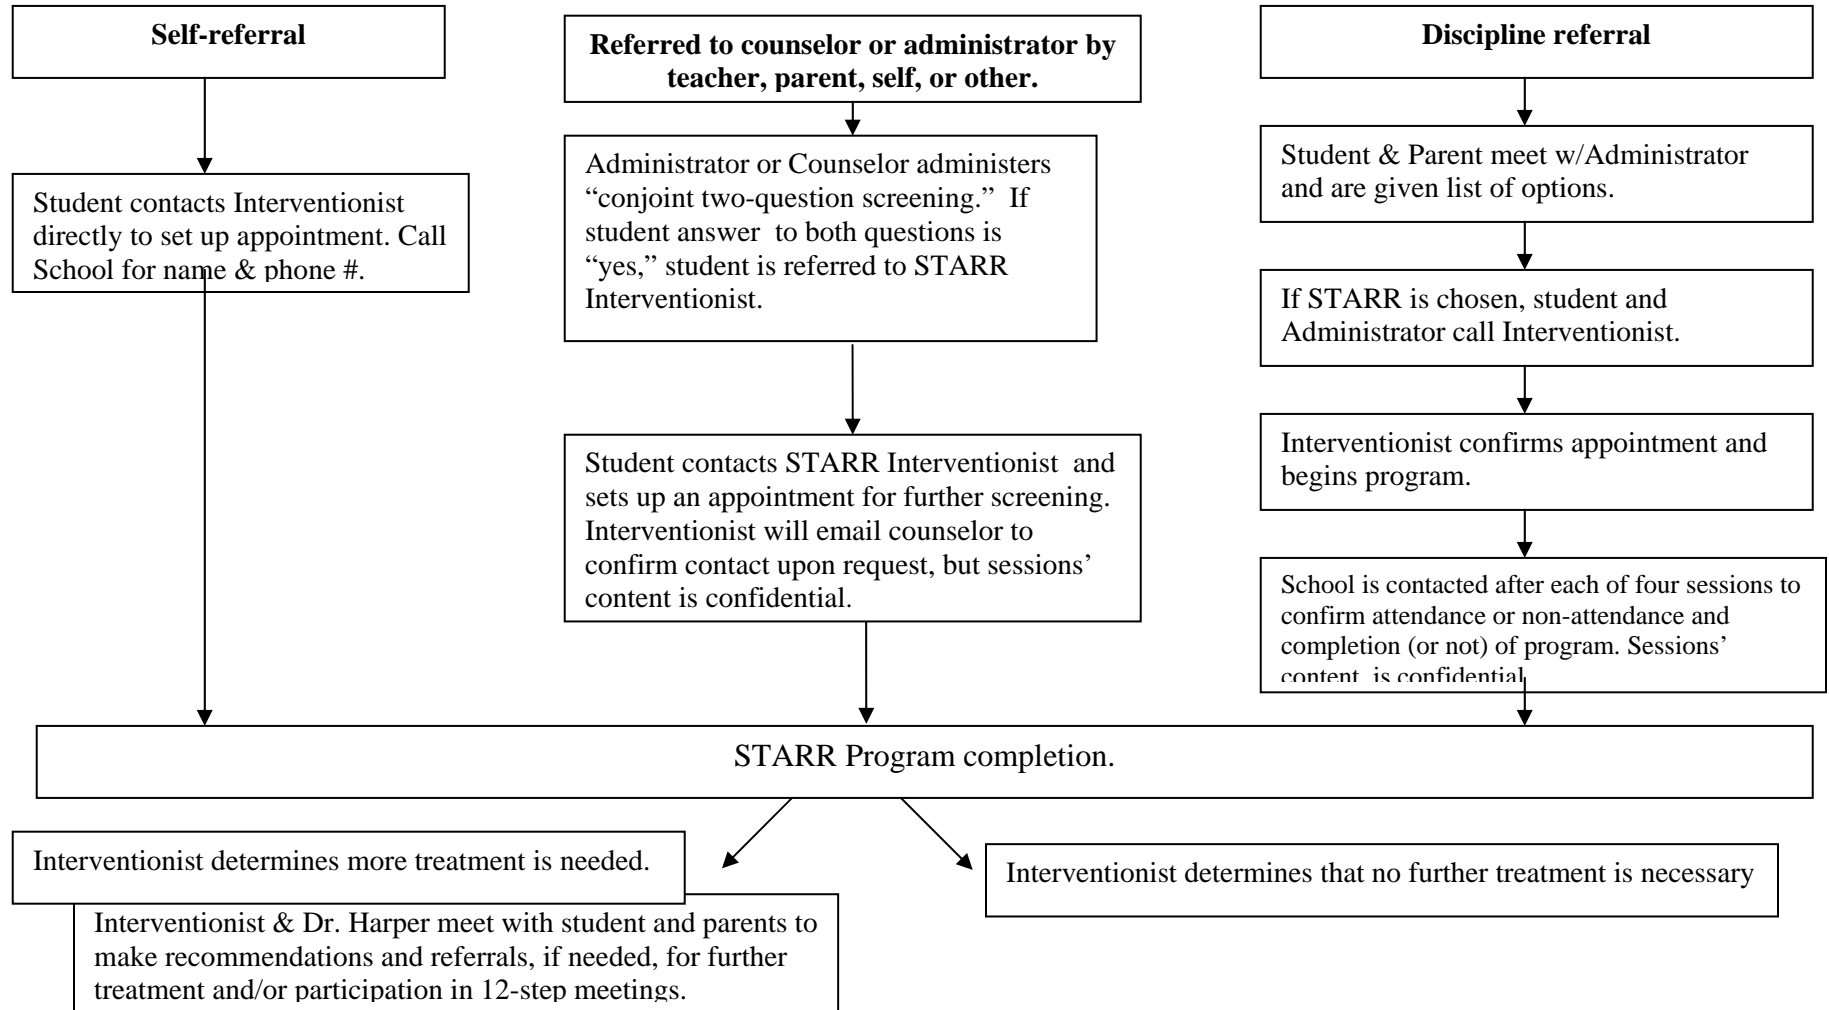 Self-referral
Student contacts Interventionist
directly to set up appointment. Call
School for name & phone #.
Referred to counselor or administrator by
teacher, parent, self, or other.
Administrator or Counselor administers
“conjoint two-question screening.”  If
student answer  to both questions is
“yes,” student is referred to STARR
Interventionist.
Student contacts STARR Interventionist  and
sets up an appointment for further screening.
Interventionist will email counselor to
confirm contact upon request, but sessions’
content is confidential.
Discipline referral
Student & Parent meet w/Administrator
and are given list of options.
If STARR is chosen, student and
Administrator call Interventionist.
Interventionist confirms appointment and
begins program.
School is contacted after each of four sessions to
confirm attendance or non-attendance and
completion (or not) of program. Sessions’
content  is confidential
STARR Program completion.
Interventionist determines more treatment is needed.
Interventionist & Dr. Harper meet with student and parents to
make recommendations and referrals, if needed, for further
treatment and/or participation in 12-step meetings.
Interventionist determines that no further treatment is necessary